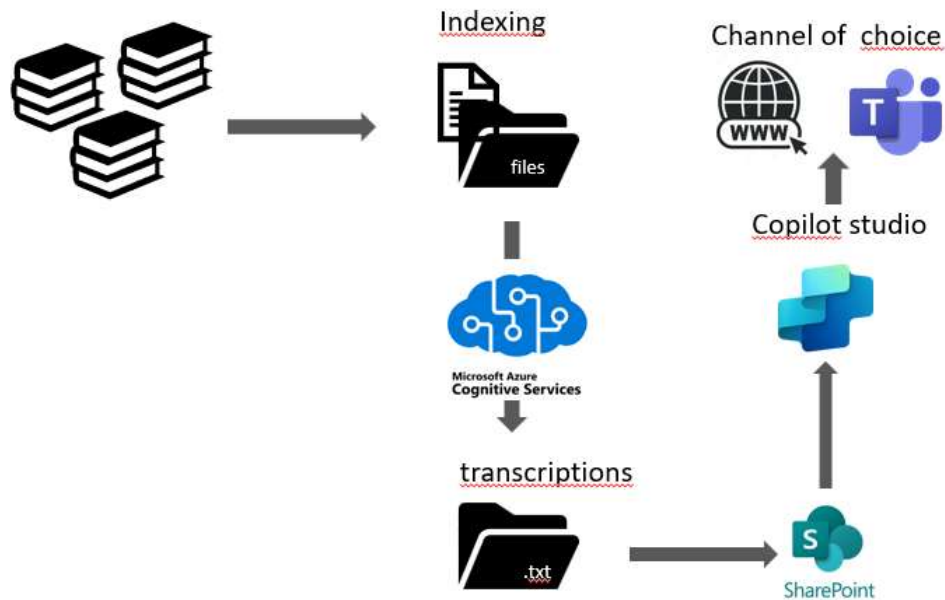 Indexing
files
Microsoft Azure
Cognitive Services
transcriptions
.txt
S
SharePoint
Copilot studio
Channel of choice
WWW
T